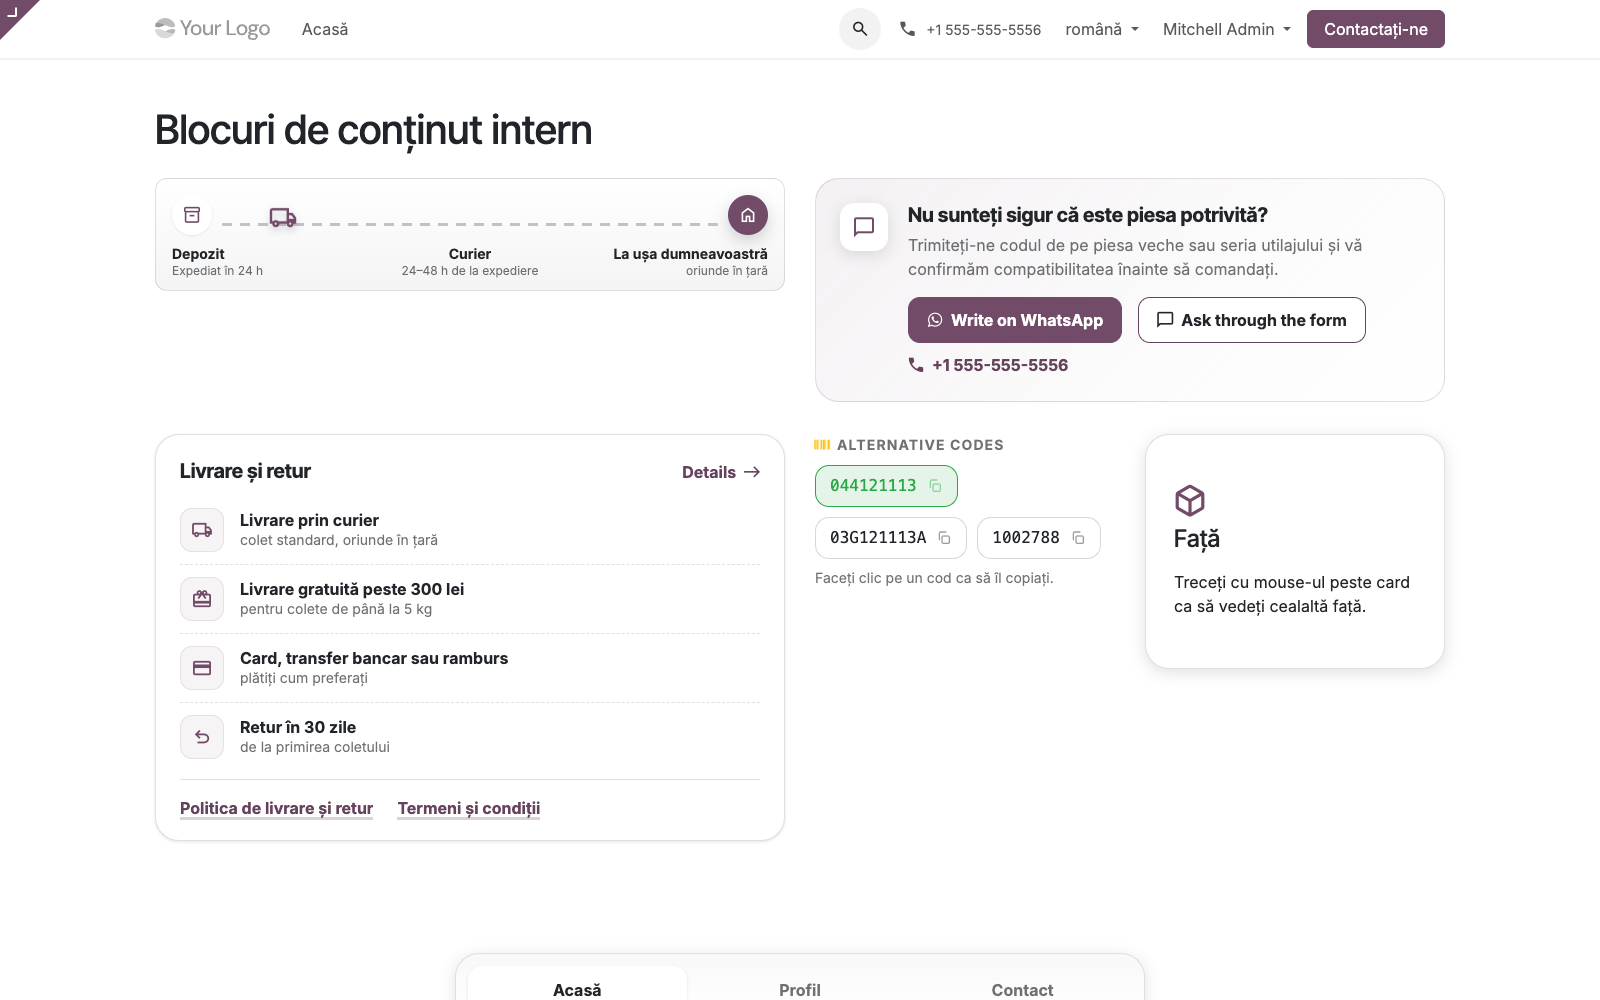 Your Logo
Acasă
+1 555-555-5556
română
Mitchell Admin
Contactați-ne
Blocuri de conținut intern
Depozit
Expediat în 24 h
Curier
24–48 h de la expediere
La ușa dumneavoastră
oriunde în țară
Nu sunteți sigur că este piesa potrivită?
Trimiteți-ne codul de pe piesa veche sau seria utilajului și vă
confirmăm compatibilitatea înainte să comandați.
Write on WhatsApp
Ask through the form
+1 555-555-5556
Livrare și retur
Details
Livrare prin curier
colet standard, oriunde în țară
Livrare gratuită peste 300 lei
pentru colete de până la 5 kg
Card, transfer bancar sau ramburs
plătiți cum preferați
Retur în 30 zile
de la primirea coletului
Politica de livrare și retur
Termeni și condiții
ALTERNATIVE CODES
044121113
03G121113A
1002788
Faceți clic pe un cod ca să îl copiați.
Față
Treceți cu mouse-ul peste card
ca să vedeți cealaltă față.
Acasă
Profil
Contact